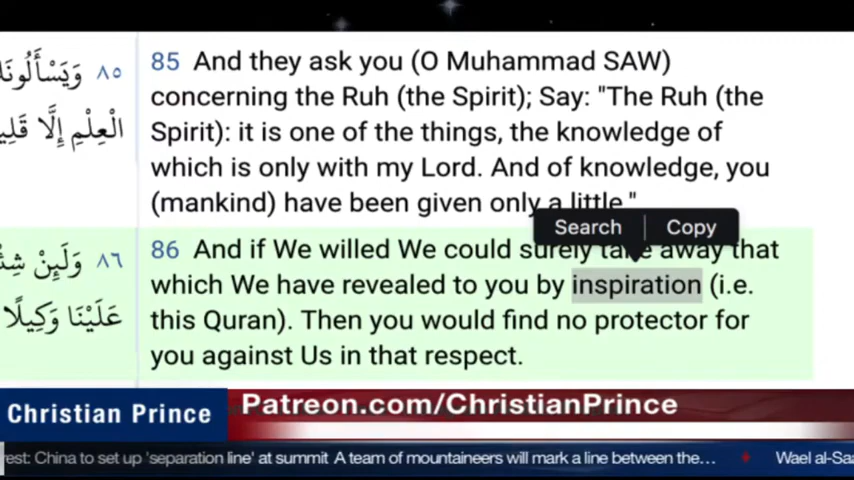 85 And they ask you (O Muhammad SAW)
concerning the Ruh (the Spirit); Say: "The Ruh (the
Spirit): it is one of the things, the knowledge of
which is only with my Lord. And of knowledge, you
(mankind) have been given only a little."
٨٥ وَيَسْأَلُونَ
الْعِلْمِ إِلَّا
Search Copy
86 And if We willed We could surely take away that
which We have revealed to you by inspiration (i.e.
this Quran). Then you would find no protector for
you against Us in that respect.
٨٦ وَلَئِنْ
عَلَيْنَا وَكِيلًا
Christian Prince
Patreon.com/ChristianPrince
rest: China to set up 'separation line' at summit A team of mountaineers will mark a line between the... Wael al-Sa